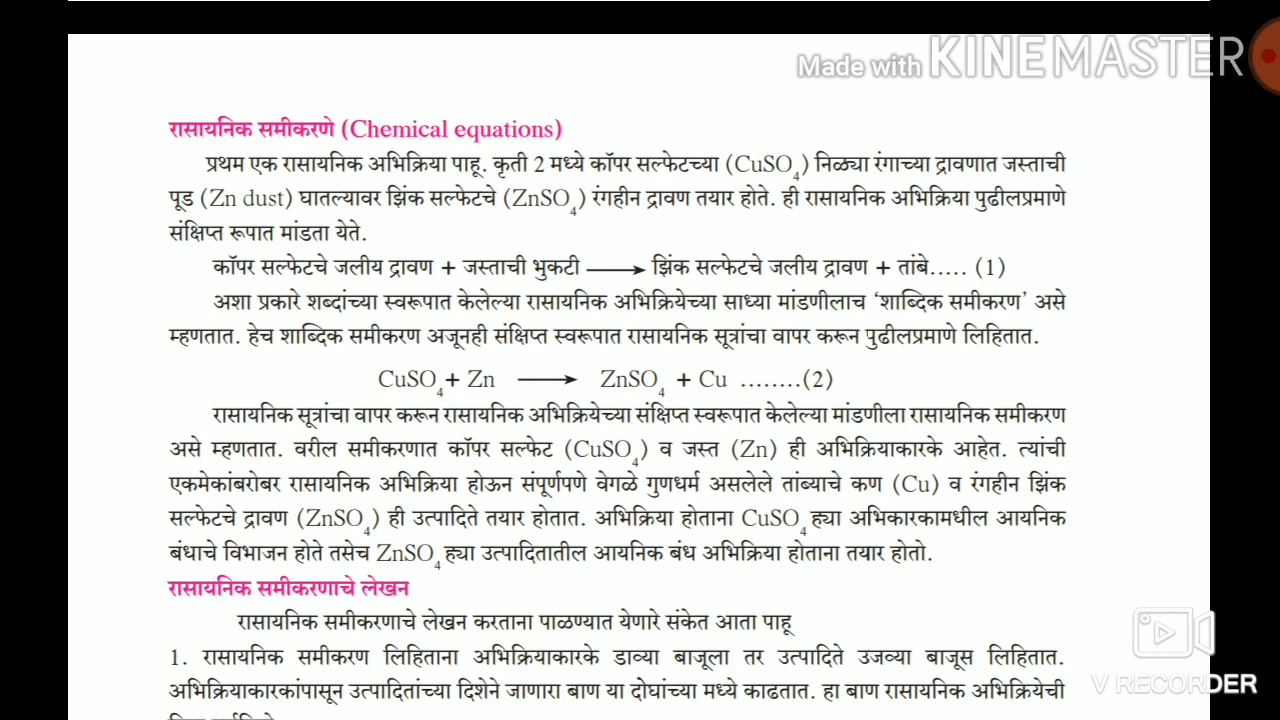 Made with KINEMASTER
रासायनिक समीकरणे (Chemical equations)
प्रथम एक रासायनिक अभिक्रिया पाहू. कृती 2 मध्ये कॉपर सल्फेटच्या (CuSO₄) निळ्या रंगाच्या द्रावणात जस्ताची
पूड (Zn dust) घातल्यावर झिंक सल्फेटचे (ZnSO₄) रंगहीन द्रावण तयार होते. ही रासायनिक अभिक्रिया पुढीलप्रमाणे
संक्षिप्त रूपात मांडता येते.
कॉपर सल्फेटचे जलीय द्रावण + जस्ताची भुकटी ⟶ झिंक सल्फेटचे जलीय द्रावण + तांबे..... (1)
अशा प्रकारे शब्दांच्या स्वरूपात केलेल्या रासायनिक अभिक्रियेच्या साध्या मांडणीलाच ‘शाब्दिक समीकरण’ असे
म्हणतात. हेच शाब्दिक समीकरण अजूनही संक्षिप्त स्वरूपात रासायनिक सूत्रांचा वापर करून पुढीलप्रमाणे लिहितात.
CuSO₄+ Zn ⟶ ZnSO₄ + Cu ........(2)
रासायनिक सूत्रांचा वापर करून रासायनिक अभिक्रियेच्या संक्षिप्त स्वरूपात केलेल्या मांडणीला रासायनिक समीकरण
असे म्हणतात. वरील समीकरणात कॉपर सल्फेट (CuSO₄) व जस्त (Zn) ही अभिक्रियाकारके आहेत. त्यांची
एकमेकांबरोबर रासायनिक अभिक्रिया होऊन संपूर्णपणे वेगळे गुणधर्म असलेले तांब्याचे कण (Cu) व रंगहीन झिंक
सल्फेटचे द्रावण (ZnSO₄) ही उत्पादिते तयार होतात. अभिक्रिया होताना CuSO₄ ह्या अभिकारकामधील आयनिक
बंधाचे विभाजन होते तसेच ZnSO₄ ह्या उत्पादितातील आयनिक बंध अभिक्रिया होताना तयार होतो.
रासायनिक समीकरणाचे लेखन
रासायनिक समीकरणाचे लेखन करताना पाळण्यात येणारे संकेत आता पाहू
1. रासायनिक समीकरण लिहिताना अभिक्रियाकारके डाव्या बाजूला तर उत्पादिते उजव्या बाजूस लिहितात.
अभिक्रियाकारकांपासून उत्पादितांच्या दिशेने जाणारा बाण या दोघांच्या मध्ये काढतात. हा बाण रासायनिक अभिक्रियेची
V RECORDER